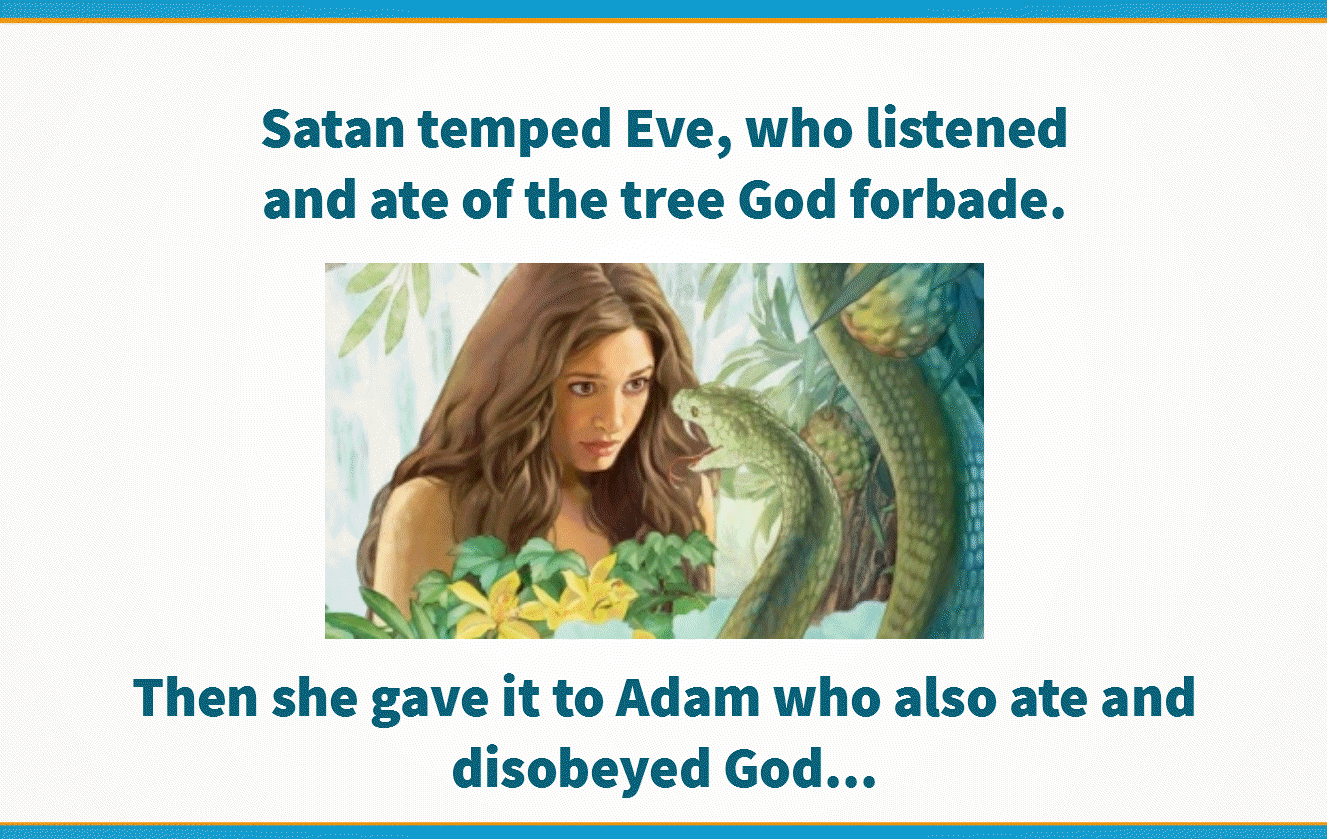 Satan temped Eve, who listened
and ate of the tree God forbade.
Then she gave it to Adam who also ate and
disobeyed God...